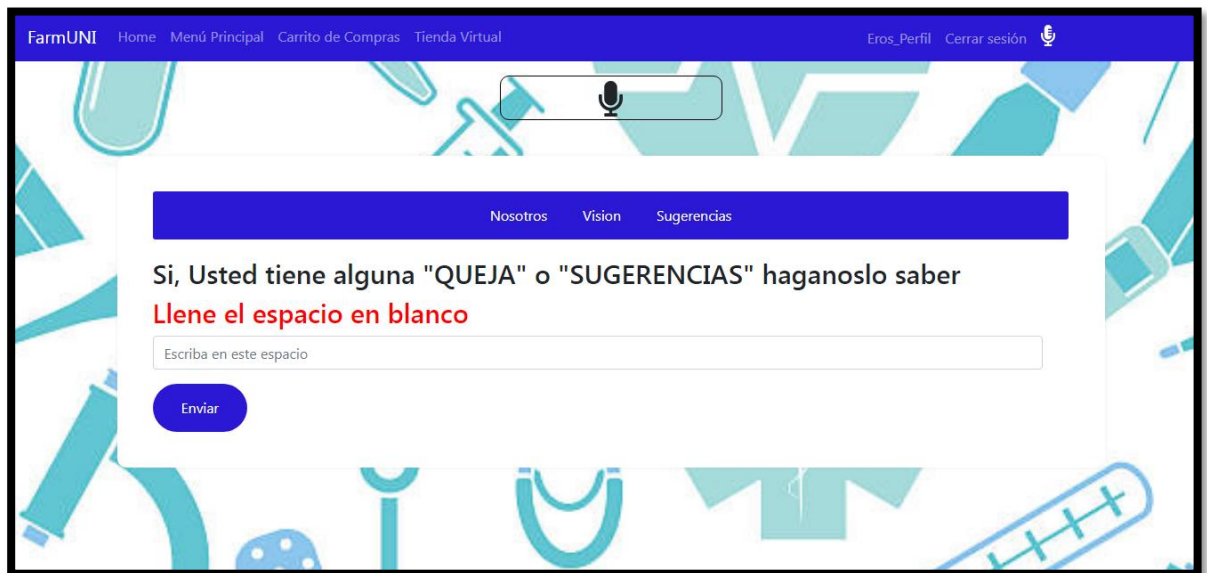 FarmUNI Home Menú Principal Carrito de Compras Tienda Virtual Eros_Perfil Cerrar sesión
Nosotros Vision Sugerencias
Si, Usted tiene alguna "QUEJA" o "SUGERENCIAS" haganoslo saber
Llene el espacio en blanco
Escriba en este espacio
Enviar